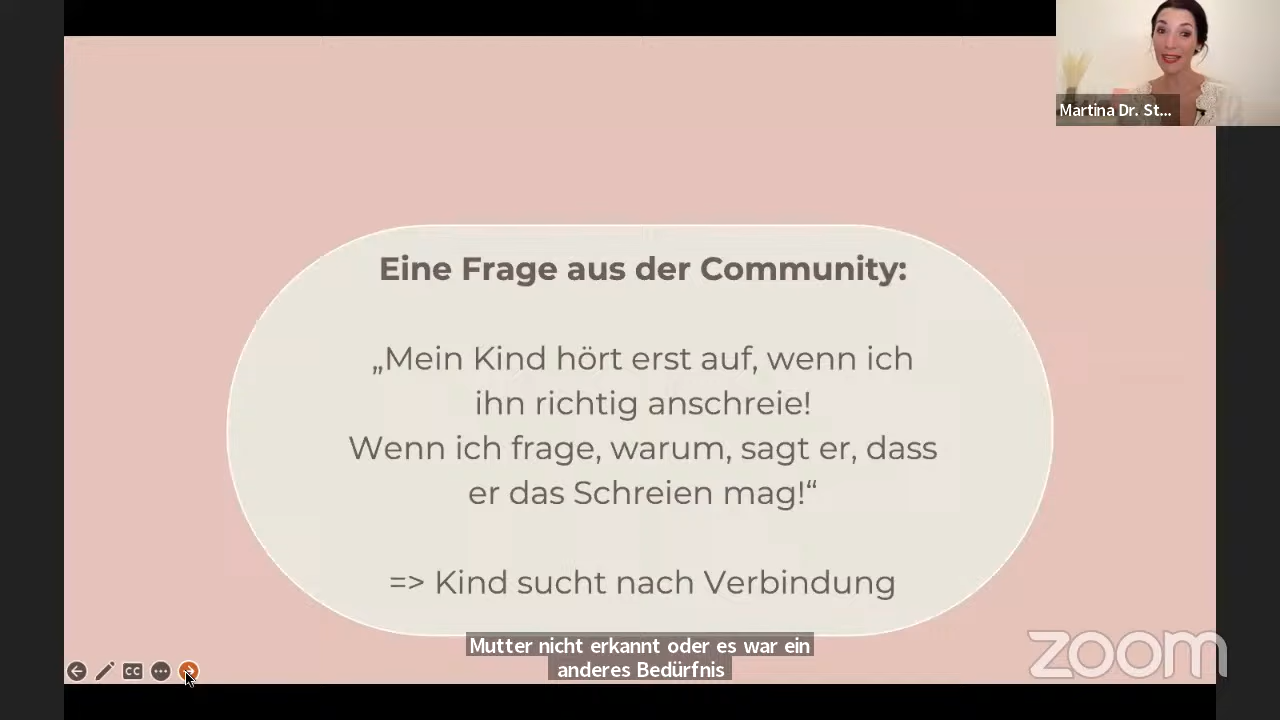 Martina Dr. St...
Eine Frage aus der Community:
„Mein Kind hört erst auf, wenn ich
ihn richtig anschreie!
Wenn ich frage, warum, sagt er, dass
er das Schreien mag!“
=> Kind sucht nach Verbindung
Mutter nicht erkannt oder es war ein
anderes Bedürfnis
CC
zoom